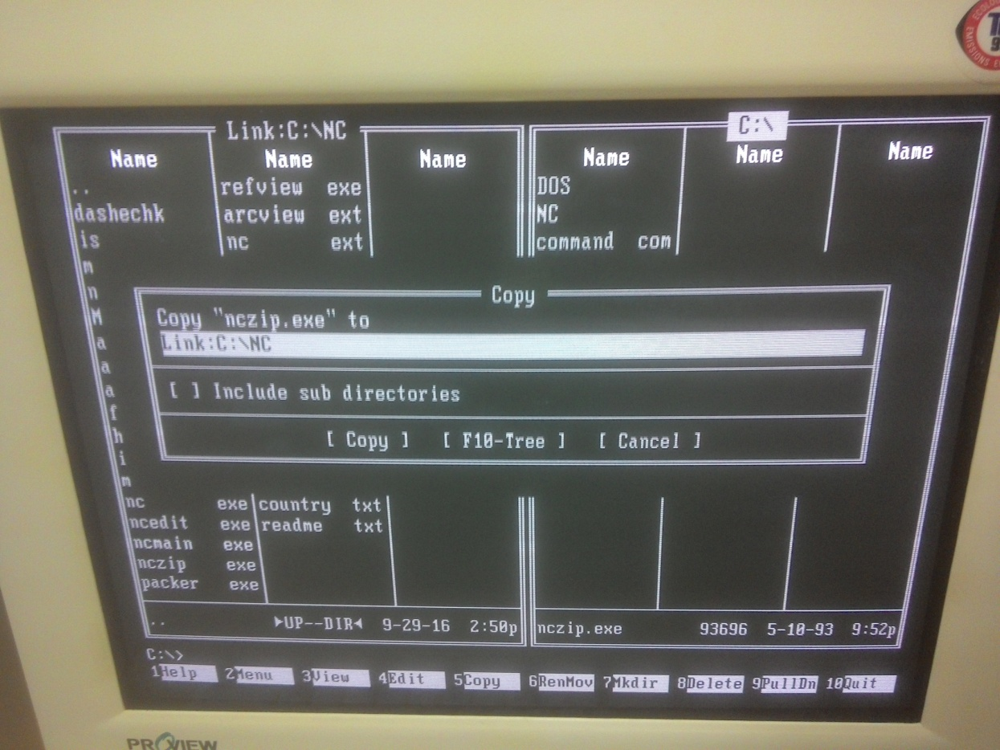 ECOLO
T
9
EMISSIONS E
Link:C:\NC C:\
Name Name Name Name Name Name
.. refview exe DOS
dashechk arcview ext NC
is nc ext command com
m
n
M
a
a
a
f
h
i
m
Copy
Copy "nczip.exe" to
Link:C:\NC
[ ] Include sub directories
[ Copy ] [ F10-Tree ] [ Cancel ]
nc exe country txt
ncedit exe readme txt
ncmain exe
nczip exe
packer exe
.. ►UP--DIR◄ 9-29-16 2:50p nczip.exe 93696 5-10-93 9:52p
C:\>
1Help 2Menu 3View 4Edit 5Copy 6RenMov 7Mkdir 8Delete 9PullDn 10Quit
PROVIEW